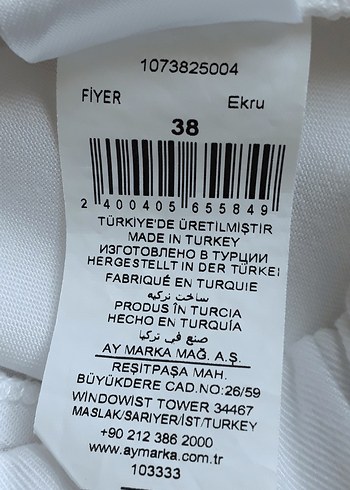 1073825004
FİYER Ekru
38
2 400405 655849
TÜRKİYE'DE ÜRETİLMİŞTİR
MADE IN TURKEY
ИЗГОТОВЛЕНО В ТУРЦИИ
HERGESTELLT IN DER TÜRKEI
FABRIQUÉ EN TURQUIE
ساخت ترکیه
PRODUS ÎN TURCIA
HECHO EN TURQUÍA
صنع في تركيا
AY MARKA MAĞ. A.Ş.
REŞİTPAŞA MAH.
BÜYÜKDERE CAD.NO:26/59
WINDOWIST TOWER 34467
MASLAK/SARIYER/İST/TURKEY
+90 212 386 2000
www.aymarka.com.tr
103333